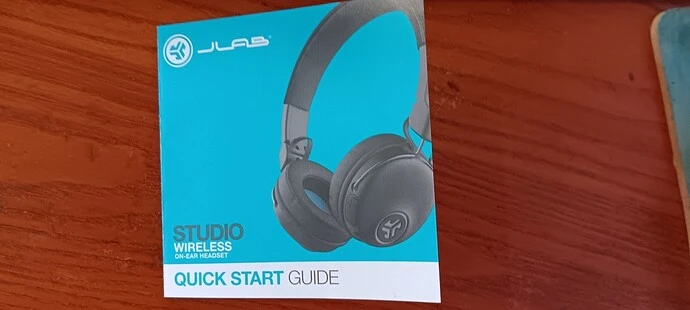 JLAB
STUDIO
WIRELESS
ON-EAR HEADSET
QUICK START GUIDE